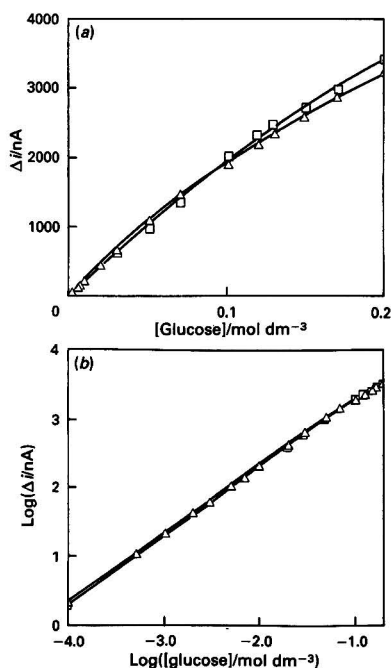 (a)
4000
3000
2000
1000
0
0.1
0.2
Δi/nA
[Glucose]/mol dm⁻³
(b)
4
3
2
1
0
-4.0
-3.0
-2.0
-1.0
Log(Δi/nA)
Log([glucose]/mol dm⁻³)